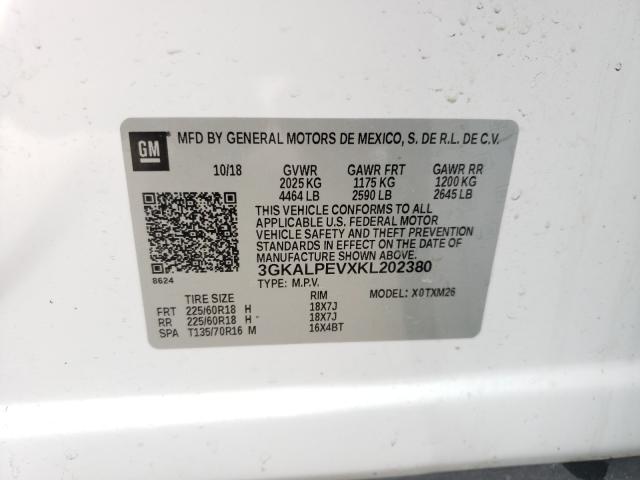 GM
MFD BY GENERAL MOTORS DE MEXICO, S. DE R.L. DE C.V.
10/18 GVWR GAWR FRT GAWR RR
2025 KG 1175 KG 1200 KG
4464 LB 2590 LB 2645 LB
THIS VEHICLE CONFORMS TO ALL
APPLICABLE U.S. FEDERAL MOTOR
VEHICLE SAFETY AND THEFT PREVENTION
STANDARDS IN EFFECT ON THE DATE OF
MANUFACTURE SHOWN ABOVE.
3GKALPEVXKL202380
8624 TYPE: M.P.V.
TIRE SIZE RIM MODEL: X0TXM26
FRT 225/60R18 H 18X7J
RR 225/60R18 H 18X7J
SPA T135/70R16 M 16X4BT